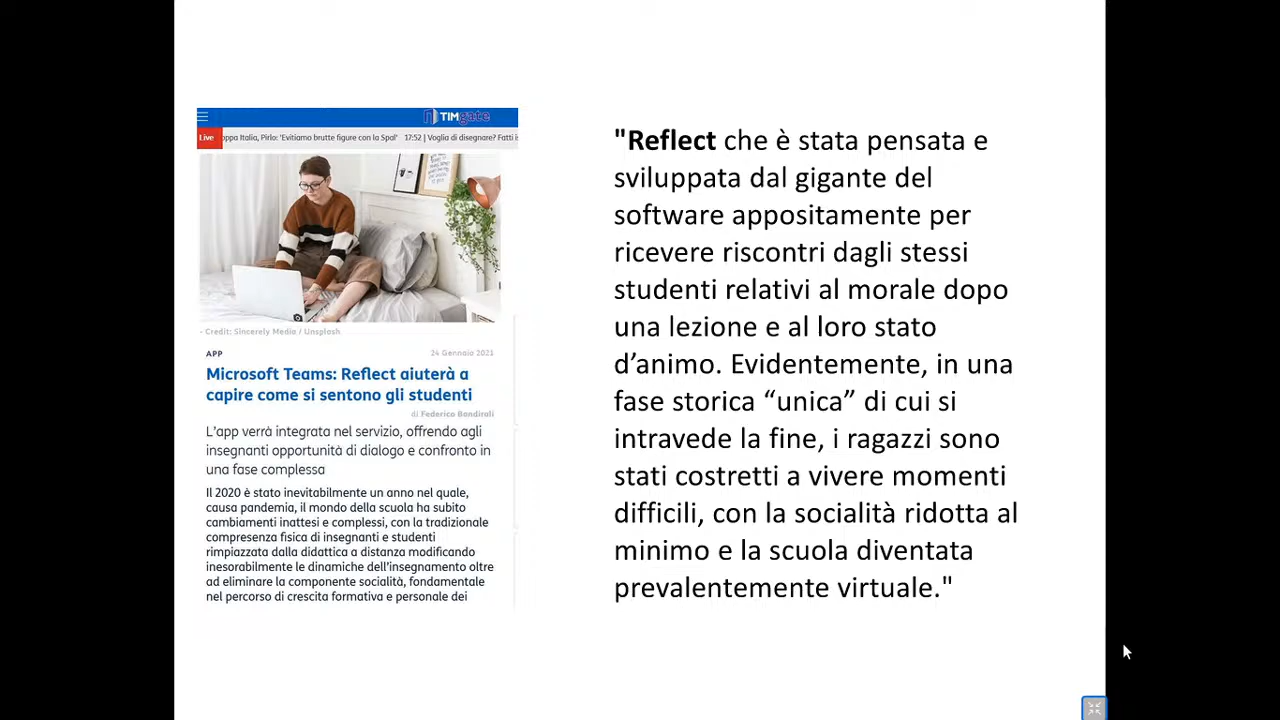 TIMgate
Live
oppa Italia, Pirlo: 'Evitiamo brutte figure con la Spal' 17:52 | Voglia di disegnare? Fatti
- Credit: Sincerely Media / Unsplash
APP
24 Gennaio 2021
Microsoft Teams: Reflect aiuterà a
capire come si sentono gli studenti
di Federico Bandirali
L'app verrà integrata nel servizio, offrendo agli
insegnanti opportunità di dialogo e confronto in
una fase complessa
Il 2020 è stato inevitabilmente un anno nel quale,
causa pandemia, il mondo della scuola ha subito
cambiamenti inattesi e complessi, con la tradizionale
compresenza fisica di insegnanti e studenti
rimpiazzata dalla didattica a distanza modificando
inesorabilmente le dinamiche dell'insegnamento oltre
ad eliminare la componente socialità, fondamentale
nel percorso di crescita formativa e personale dei
"Reflect che è stata pensata e
sviluppata dal gigante del
software appositamente per
ricevere riscontri dagli stessi
studenti relativi al morale dopo
una lezione e al loro stato
d’animo. Evidentemente, in una
fase storica “unica” di cui si
intravede la fine, i ragazzi sono
stati costretti a vivere momenti
difficili, con la socialità ridotta al
minimo e la scuola diventata
prevalentemente virtuale."